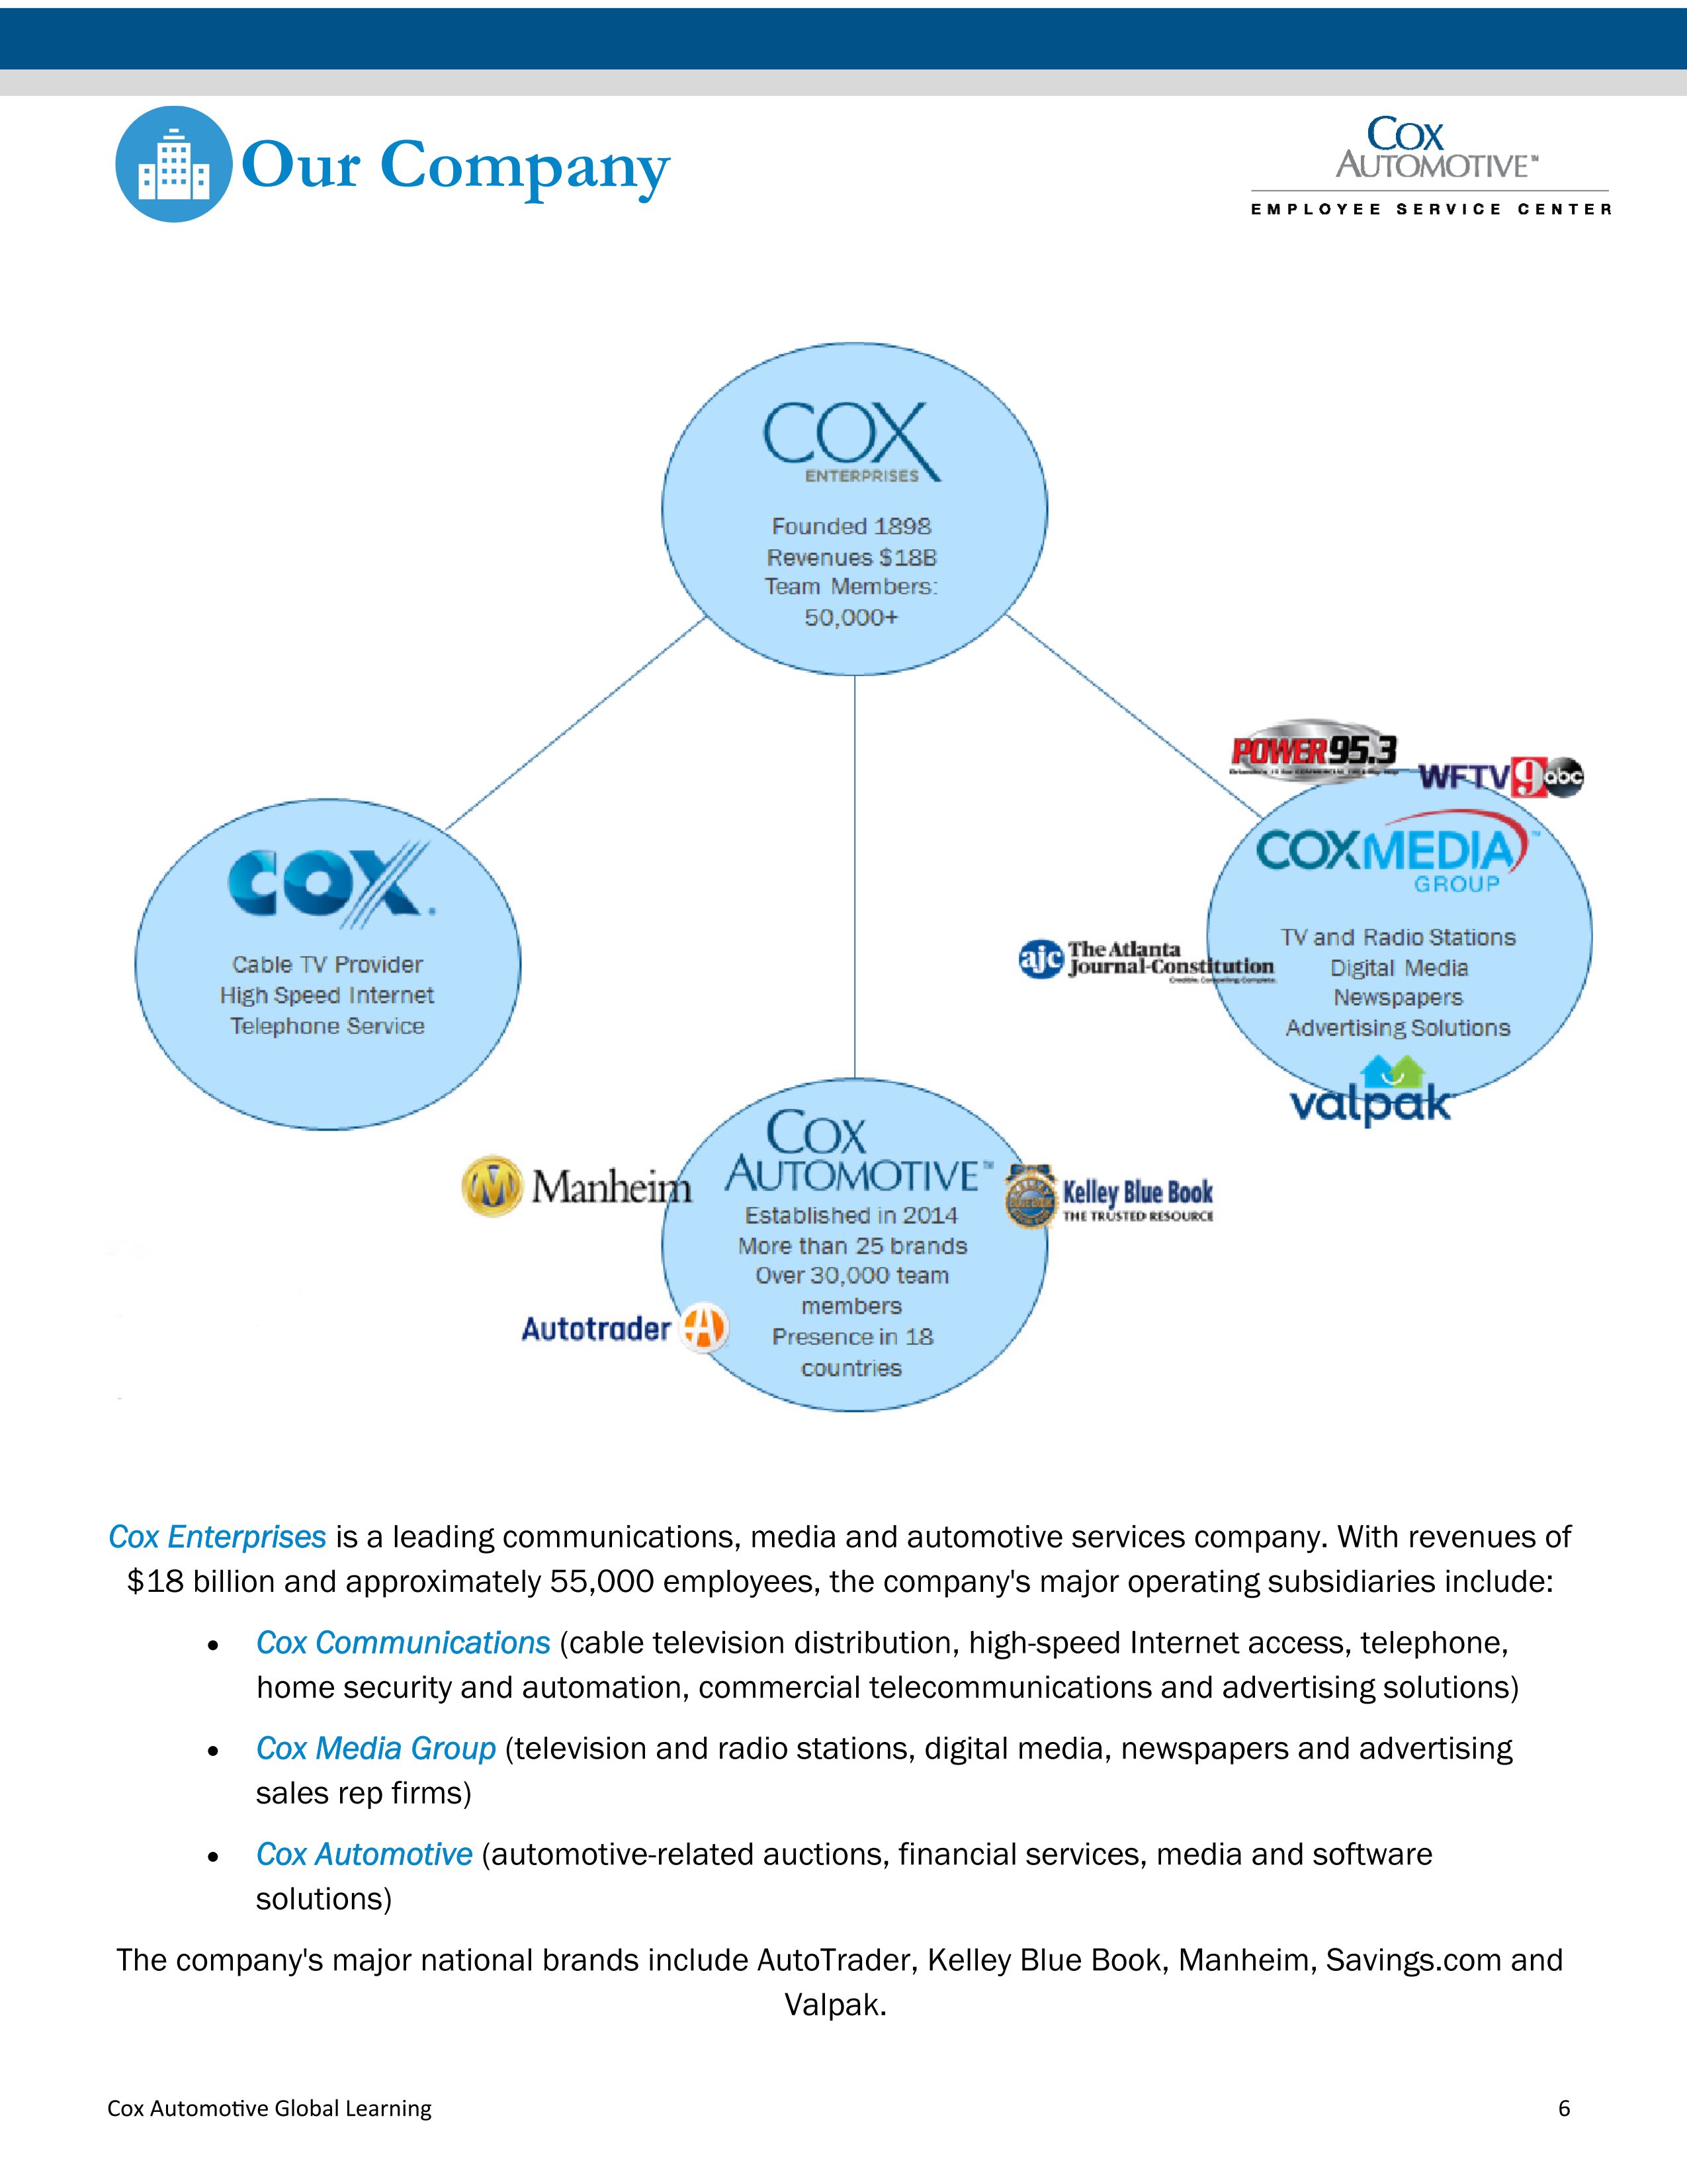 Our Company
COX
AUTOMOTIVE™
EMPLOYEE SERVICE CENTER
COX
ENTERPRISES
Founded 1898
Revenues $18B
Team Members:
50,000+
POWER 95.3
WFTV 9 abc
COX.
Cable TV Provider
High Speed Internet
Telephone Service
COXMEDIA™
GROUP
TV and Radio Stations
Digital Media
Newspapers
Advertising Solutions
ajc The Atlanta
Journal-Constitution
Credible. Compelling. Complete.
valpak
COX
AUTOMOTIVE™
Established in 2014
More than 25 brands
Over 30,000 team
members
Presence in 18
countries
Manheim
Kelley Blue Book
THE TRUSTED RESOURCE
Autotrader
Cox Enterprises is a leading communications, media and automotive services company. With revenues of
$18 billion and approximately 55,000 employees, the company's major operating subsidiaries include:
• Cox Communications (cable television distribution, high-speed Internet access, telephone,
home security and automation, commercial telecommunications and advertising solutions)
• Cox Media Group (television and radio stations, digital media, newspapers and advertising
sales rep firms)
• Cox Automotive (automotive-related auctions, financial services, media and software
solutions)
The company's major national brands include AutoTrader, Kelley Blue Book, Manheim, Savings.com and
Valpak.
Cox Automotive Global Learning
6